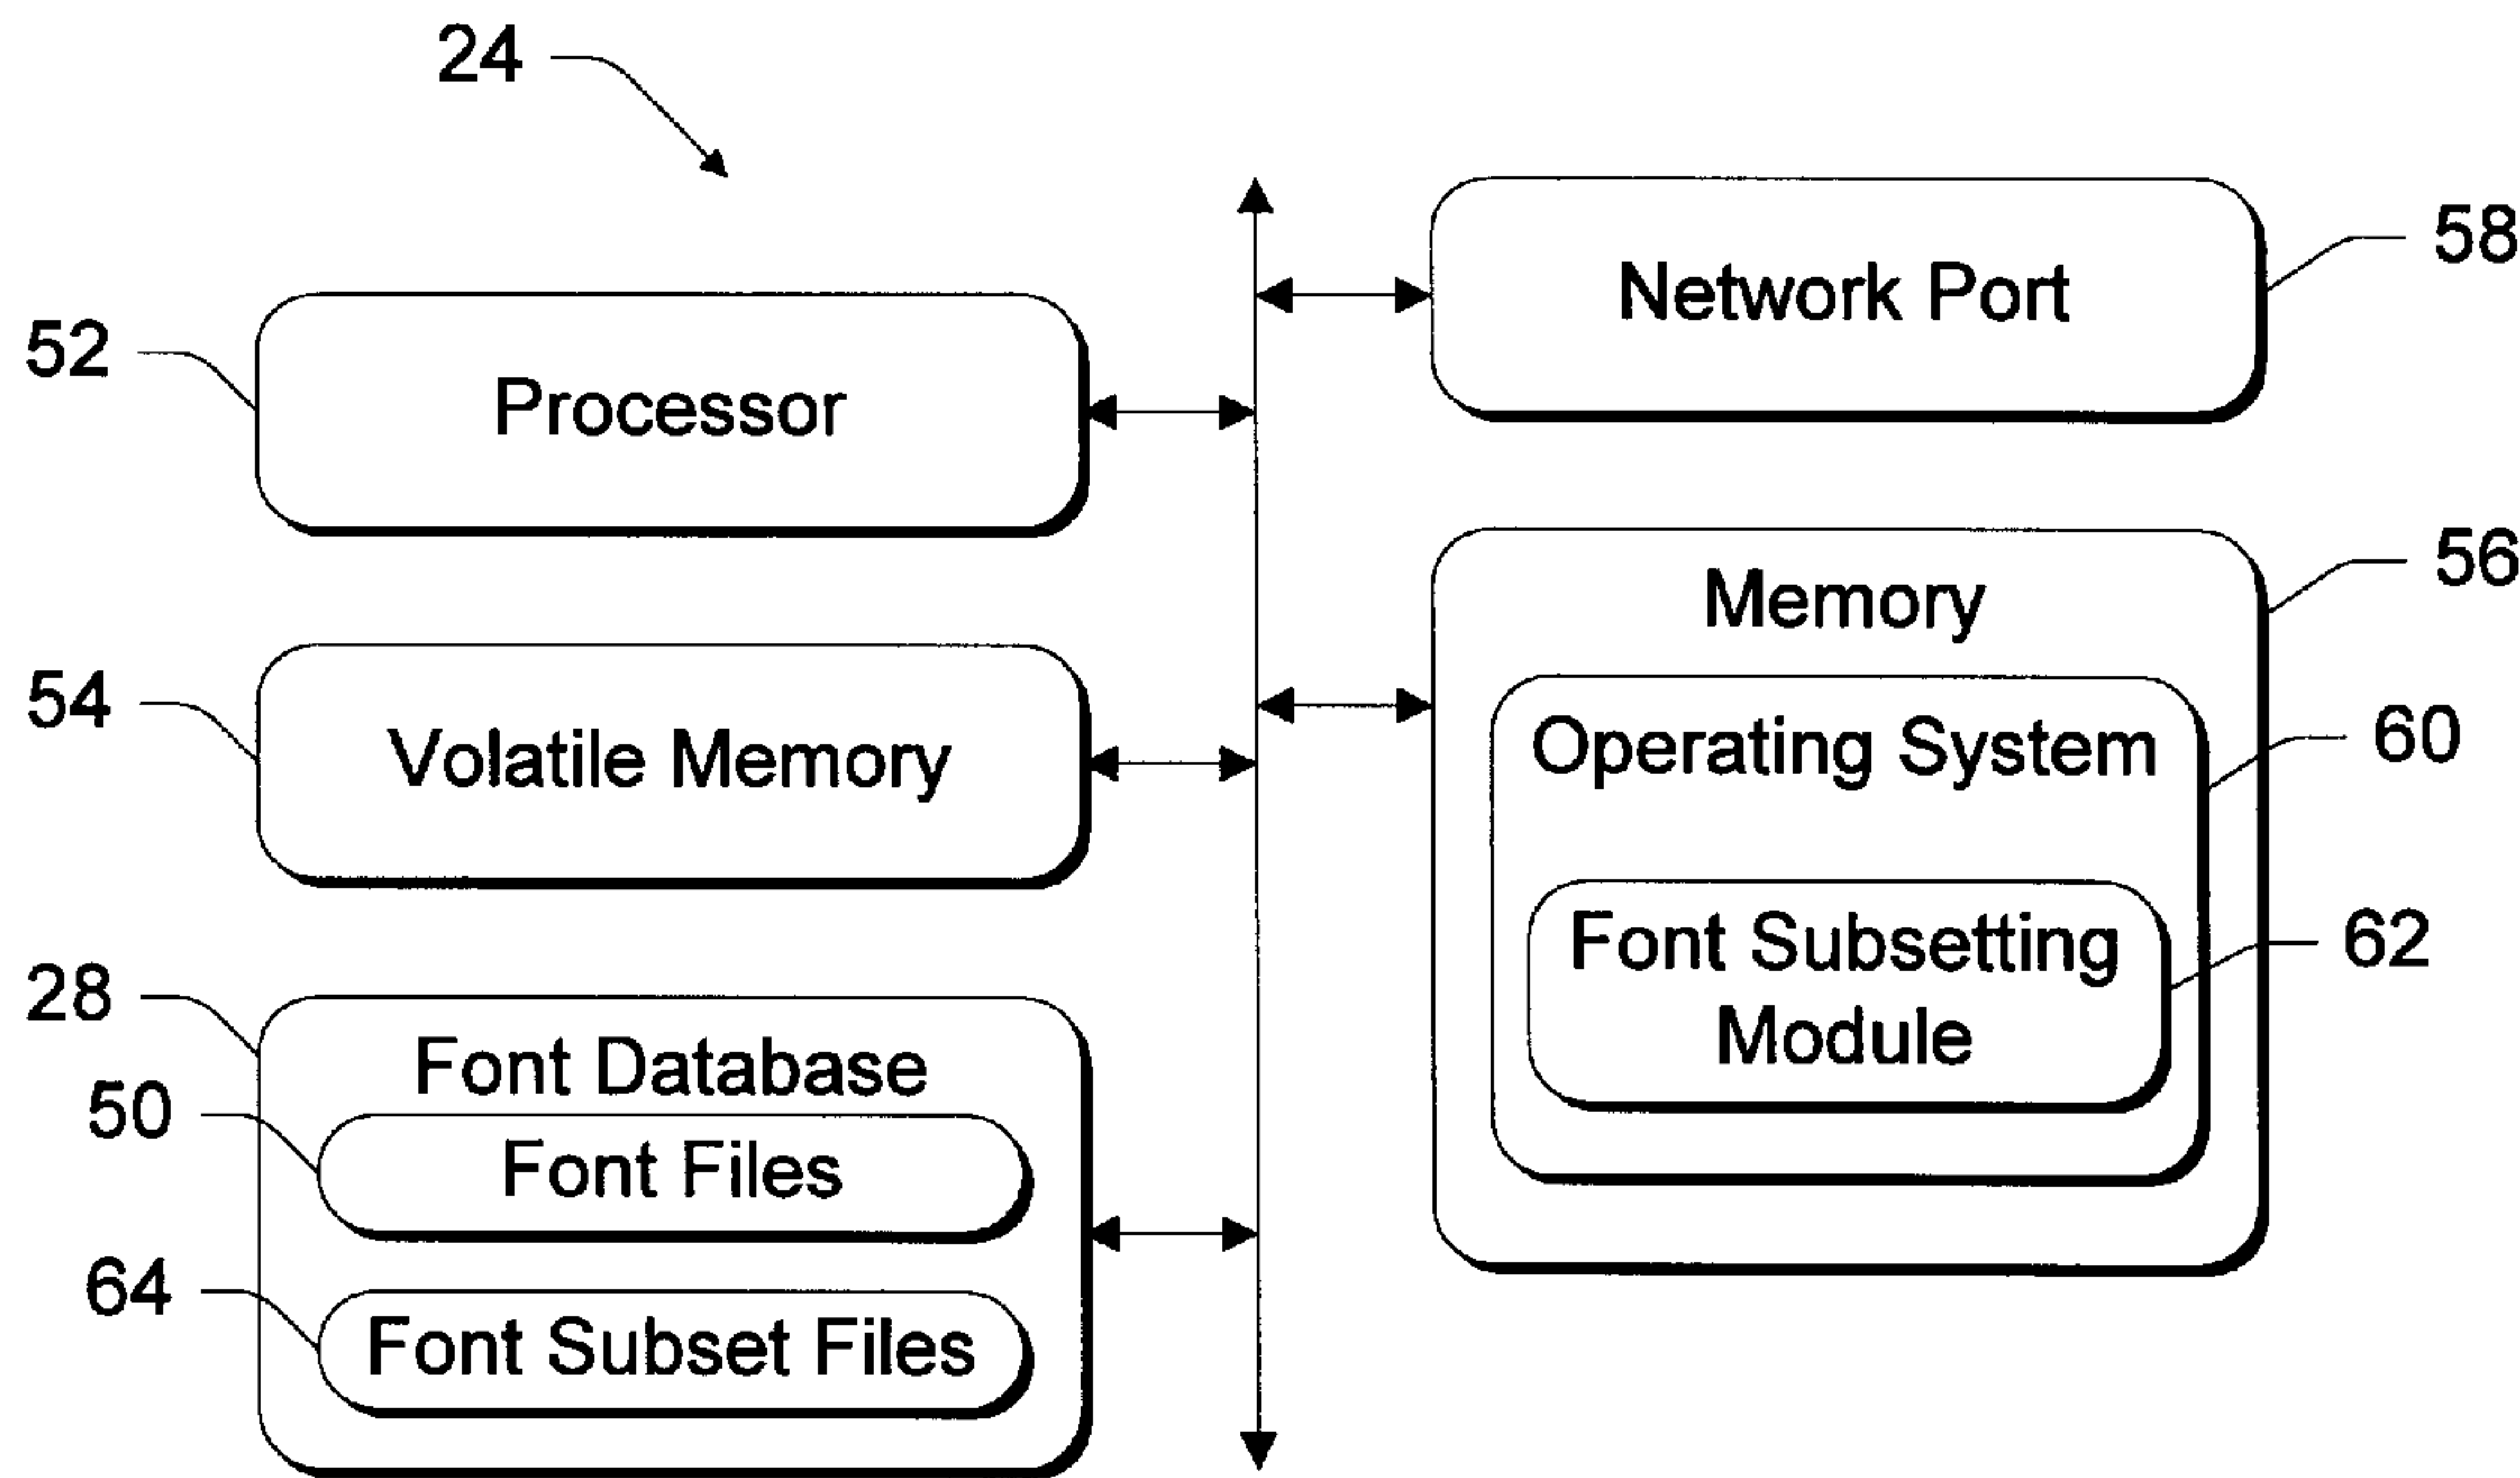 24
58
Network Port
52
Processor
56
Memory
54
Volatile Memory
Operating System
60
Font Subsetting
Module
62
28
Font Database
50
Font Files
64
Font Subset Files